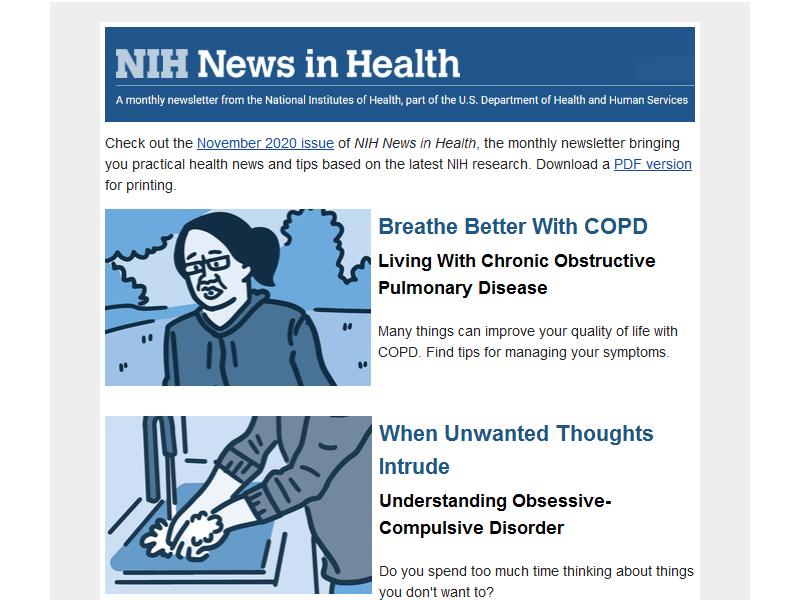 NIH News in Health
A monthly newsletter from the National Institutes of Health, part of the U.S. Department of Health and Human Services
Check out the November 2020 issue of NIH News in Health, the monthly newsletter bringing
you practical health news and tips based on the latest NIH research. Download a PDF version
for printing.
Breathe Better With COPD
Living With Chronic Obstructive
Pulmonary Disease
Many things can improve your quality of life with
COPD. Find tips for managing your symptoms.
When Unwanted Thoughts
Intrude
Understanding Obsessive-
Compulsive Disorder
Do you spend too much time thinking about things
you don't want to?